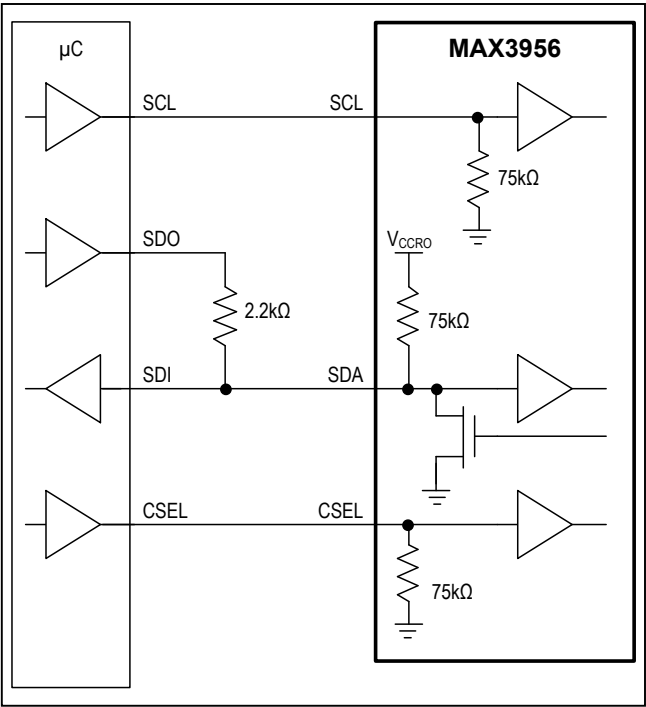 µC
MAX3956
SCL
SCL
75kΩ
SDO
VCCRO
2.2kΩ
75kΩ
SDI
SDA
CSEL
CSEL
75kΩ